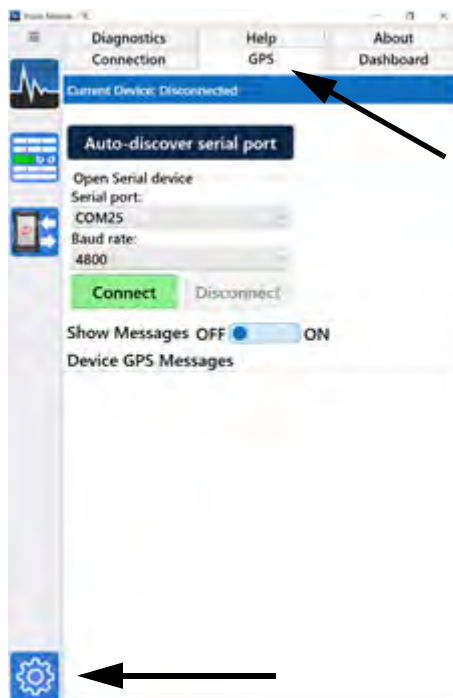 Diagnostics Help About
Connection GPS Dashboard
Current Device: Disconnected
Auto-discover serial port
Open Serial device
Serial port:
COM25
Baud rate:
4800
Connect Disconnect
Show Messages OFF ON
Device GPS Messages